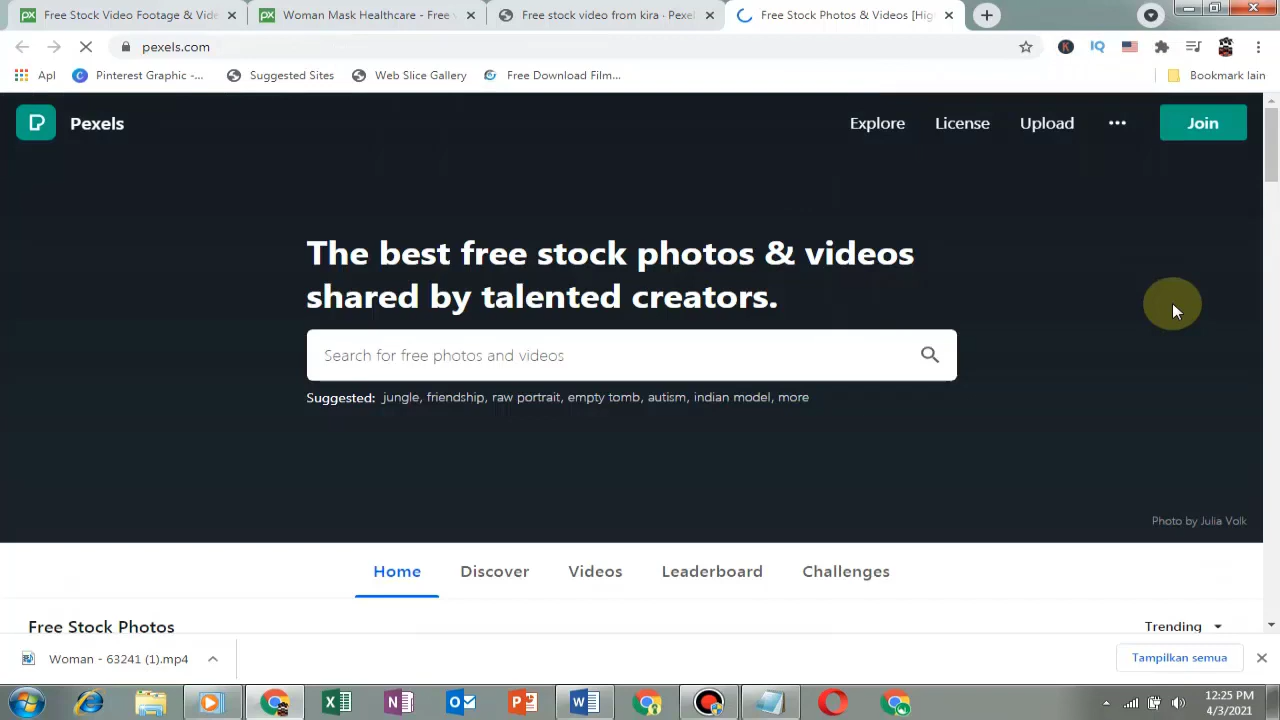 Free Stock Video Footage & Vide
Woman Mask Healthcare - Free
Free stock video from kira · Pexel
Free Stock Photos & Videos [Hig
pexels.com
Apl
Pinterest Graphic -...
Suggested Sites
Web Slice Gallery
Free Download Film...
Bookmark lain
Pexels
Explore
License
Upload
Join
The best free stock photos & videos
shared by talented creators.
Search for free photos and videos
Suggested: jungle, friendship, raw portrait, empty tomb, autism, indian model, more
Photo by Julia Volk
Home
Discover
Videos
Leaderboard
Challenges
Free Stock Photos
Trending
Woman - 63241 (1).mp4
Tampilkan semua
12:25 PM
4/3/2021